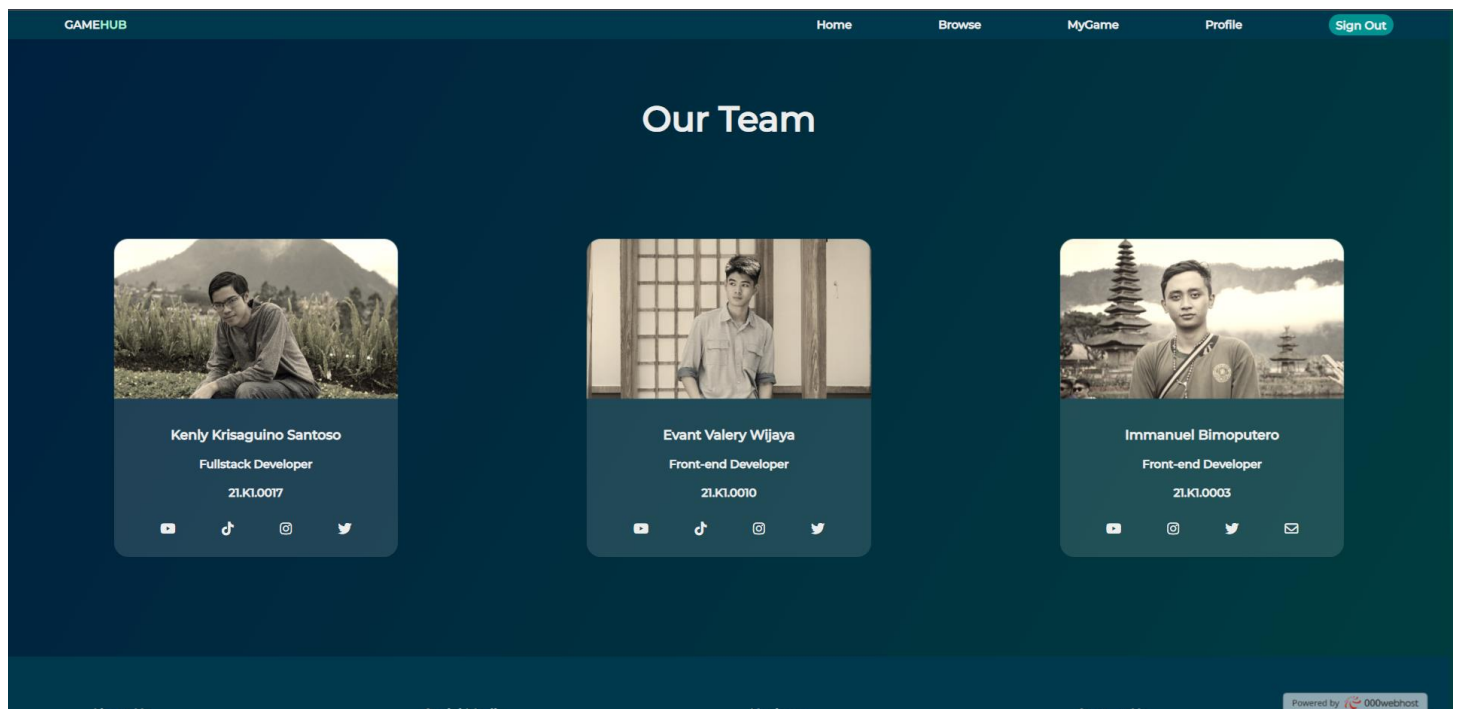 GAMEHUB Home Browse MyGame Profile Sign Out
Our Team
Kenly Krisaguino Santoso
Fullstack Developer
21.K1.0017
Evant Valery Wijaya
Front-end Developer
21.K1.0010
Immanuel Bimoputero
Front-end Developer
21.K1.0003
Powered by 000webhost